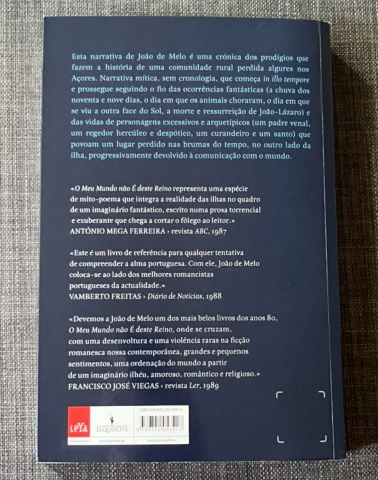 Esta narrativa de João de Melo é uma crónica dos prodígios que
fazem a história de uma comunidade rural perdida algures nos
Açores. Narrativa mítica, sem cronologia, que começa in illo tempore
e prossegue seguindo o fio das ocorrências fantásticas (a chuva dos
noventa e nove dias, o dia em que os animais choraram, o dia em que
se viu a outra face do Sol, a morte e ressurreição de João-Lázaro) e
das vidas de personagens excessivos e arquetípicos (um padre venal,
um regedor hercúleo e despótico, um curandeiro e um santo) que
povoam um lugar perdido nas brumas do tempo, no outro lado da
ilha, progressivamente devolvido à comunicação com o mundo.
«O Meu Mundo não É deste Reino representa uma espécie
de mito-poema que integra a realidade das ilhas no quadro
de um imaginário fantástico, escrito numa prosa torrencial
e exuberante que chega a cortar o fôlego ao leitor.»
ANTÓNIO MEGA FERREIRA › revista ABC, 1987
«Este é um livro de referência para qualquer tentativa
de compreender a alma portuguesa. Com ele, João de Melo
coloca-se ao lado dos melhores romancistas
portugueses da actualidade.»
VAMBERTO FREITAS › Diário de Notícias, 1988
«Devemos a João de Melo um dos mais belos livros dos anos 80,
O Meu Mundo não É deste Reino, onde se cruzam,
com uma desenvoltura e uma violência raras na ficção
romanesca nossa contemporânea, grandes e pequenos
sentimentos, uma ordenação do mundo a partir
de um imaginário ilhéu, amoroso, romântico e religioso.»
FRANCISCO JOSÉ VIEGAS › revista Ler, 1989
LEYA